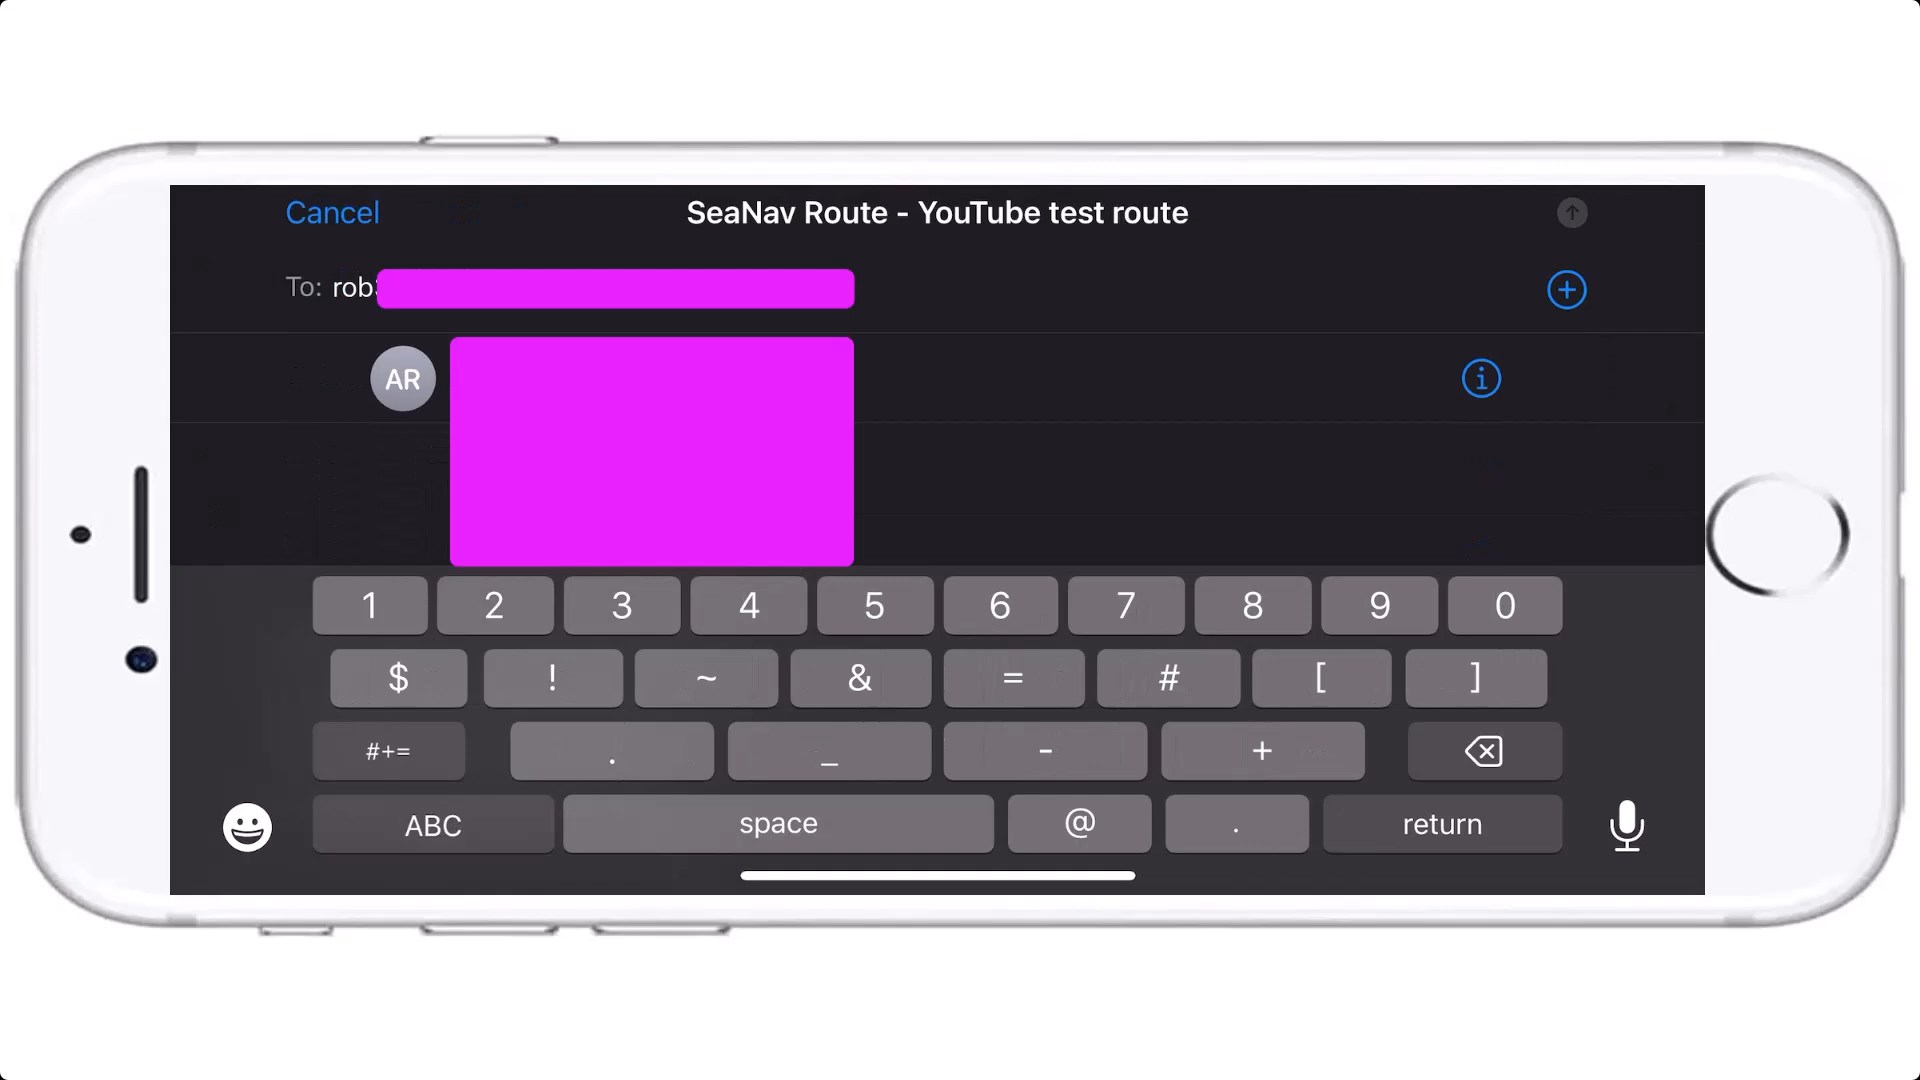 Cancel SeaNav Route - YouTube test route
To: rob
AR
1 2 3 4 5 6 7 8 9 0
$ ! ~ & = # [ ]
#+= . _ - +
ABC space @ . return